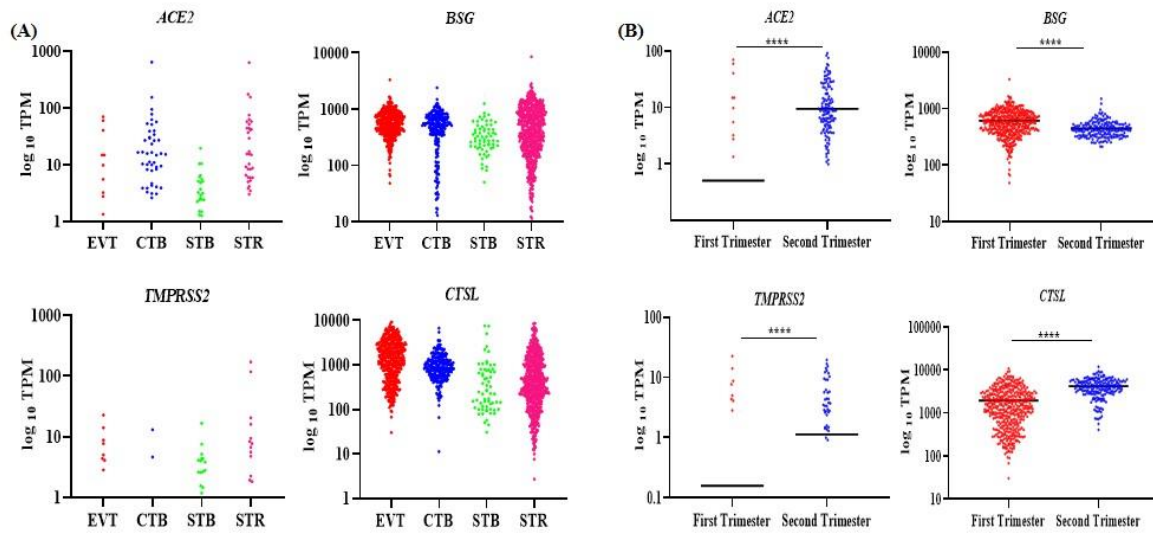 (A)
ACE2
log 10 TPM
1000
100
10
1
EVT CTB STB STR
BSG
log 10 TPM
10000
1000
100
10
EVT CTB STB STR
TMPRSS2
log 10 TPM
1000
100
10
1
EVT CTB STB STR
CTSL
log 10 TPM
10000
1000
100
10
1
EVT CTB STB STR
(B)
ACE2
****
log 10 TPM
100
10
1
First Trimester Second Trimester
BSG
****
log 10 TPM
10000
1000
100
10
First Trimester Second Trimester
TMPRSS2
****
log 10 TPM
100
10
1
0.1
First Trimester Second Trimester
CTSL
****
log 10 TPM
100000
10000
1000
100
10
First Trimester Second Trimester